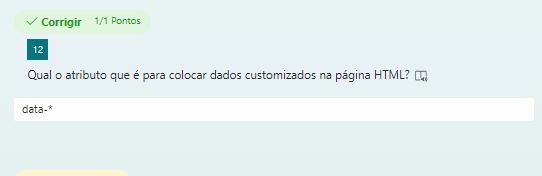 Corrigir 1/1 Pontos
12
Qual o atributo que é para colocar dados customizados na página HTML?
data-*